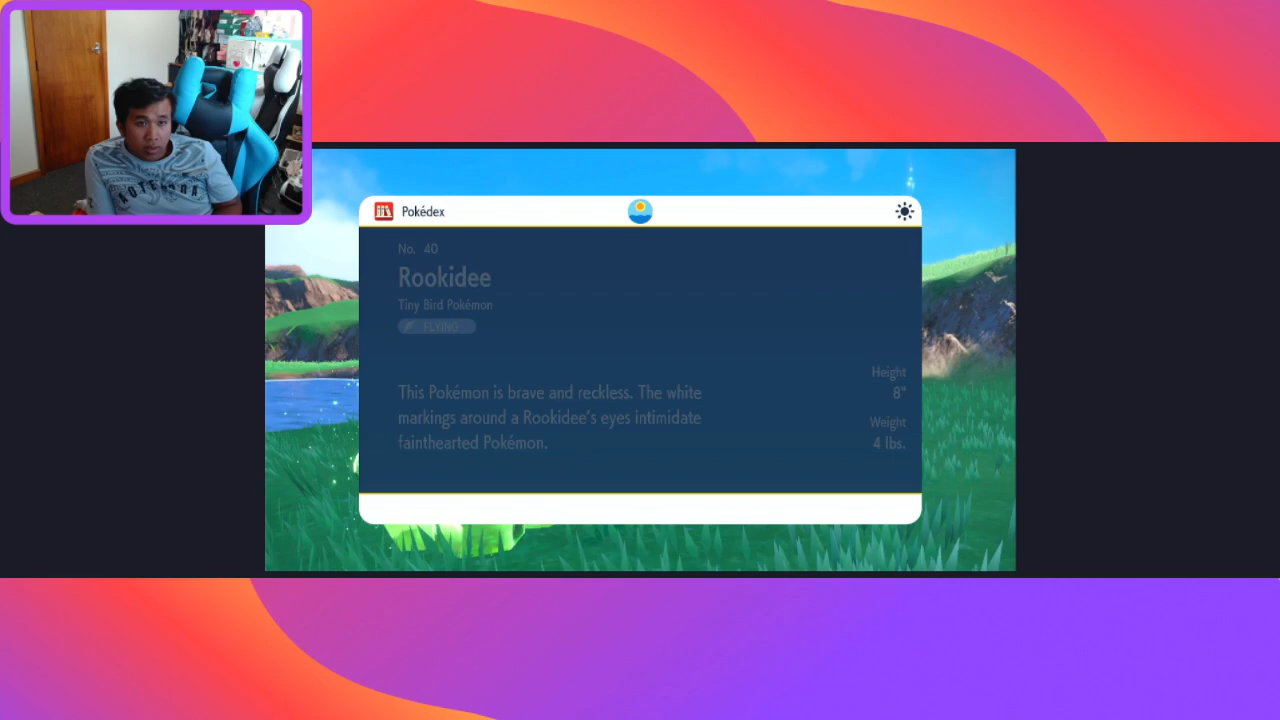 AOTEAROA
Pokédex
No. 40
Rookidee
Tiny Bird Pokémon
FLYING
This Pokémon is brave and reckless. The white
markings around a Rookidee's eyes intimidate
fainthearted Pokémon.
Height
8"
Weight
4 lbs.